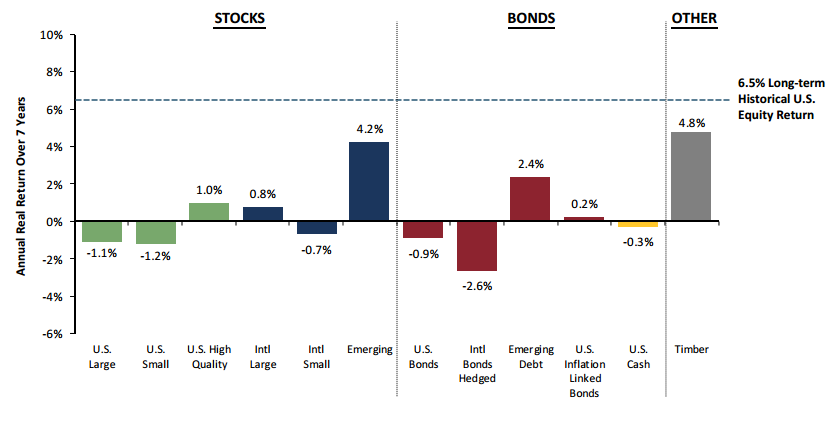 STOCKS
BONDS
OTHER
10%
8%
6%
4%
2%
0%
-2%
-4%
-6%
Annual Real Return Over 7 Years
6.5% Long-term
Historical U.S.
Equity Return
-1.1%
-1.2%
1.0%
0.8%
-0.7%
4.2%
-0.9%
-2.6%
2.4%
0.2%
-0.3%
4.8%
U.S.
Large
U.S.
Small
U.S. High
Quality
Intl
Large
Intl
Small
Emerging
U.S.
Bonds
Intl
Bonds
Hedged
Emerging
Debt
U.S.
Inflation
Linked
Bonds
U.S.
Cash
Timber